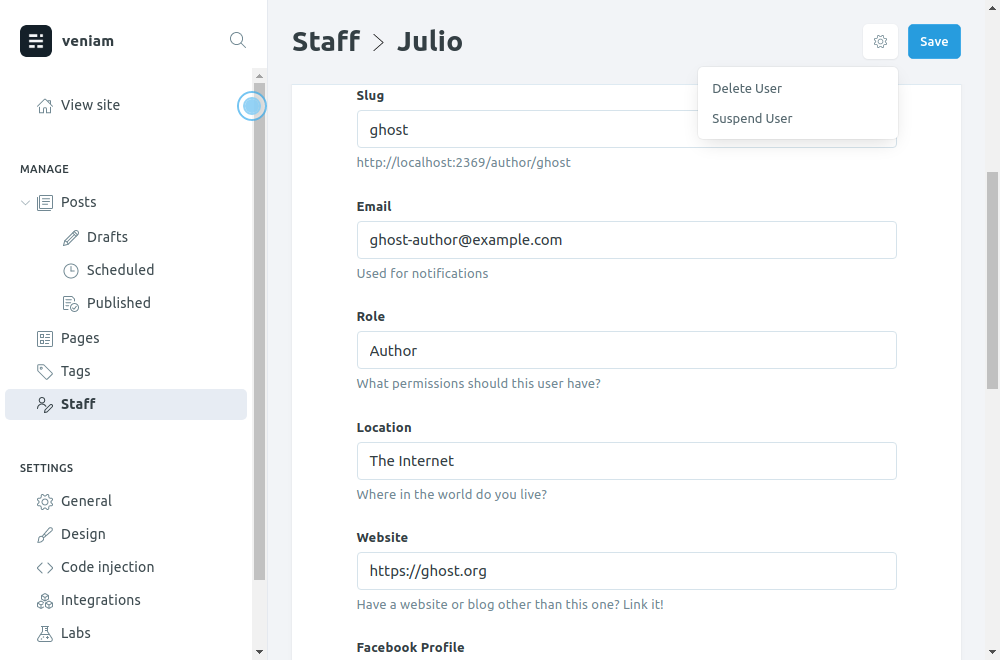 veniam
Staff > Julio
Save
Delete User
Suspend User
View site
MANAGE
Posts
Drafts
Scheduled
Published
Pages
Tags
Staff
SETTINGS
General
Design
Code injection
Integrations
Labs
Slug
ghost
http://localhost:2369/author/ghost
Email
ghost-author@example.com
Used for notifications
Role
Author
What permissions should this user have?
Location
The Internet
Where in the world do you live?
Website
https://ghost.org
Have a website or blog other than this one? Link it!
Facebook Profile